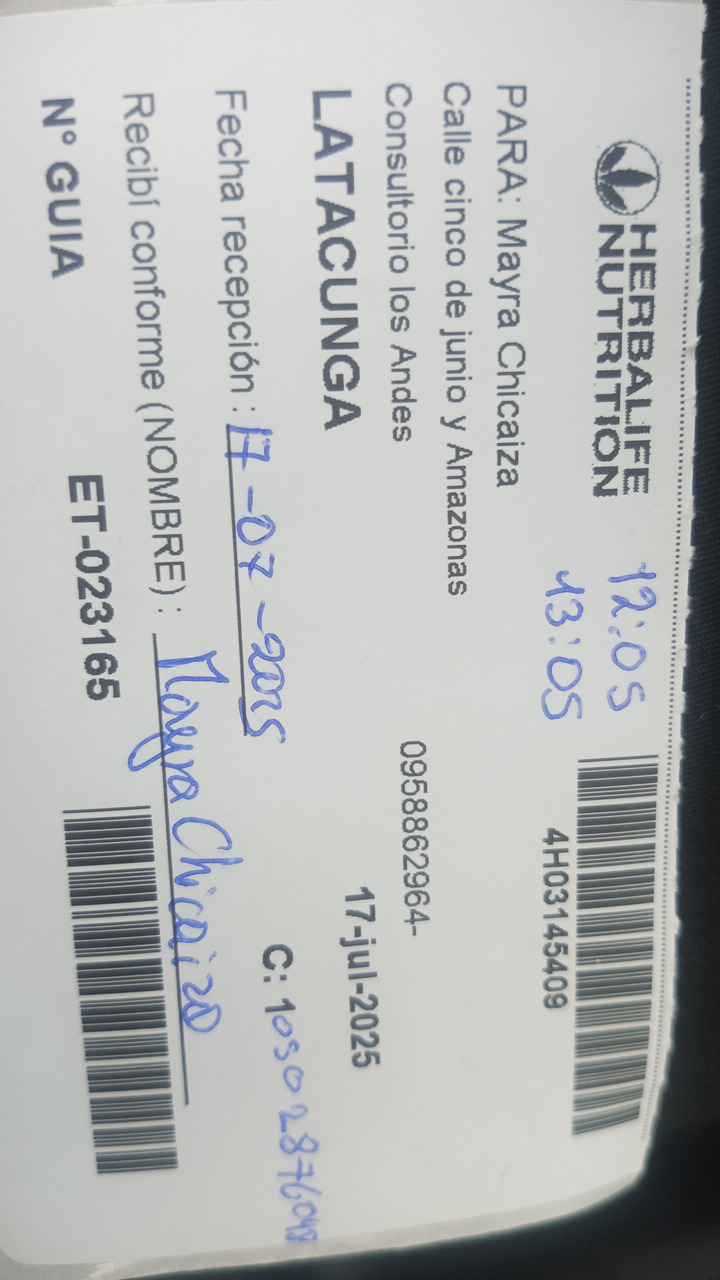 HERBALIFE
NUTRITION
12:05
13:05
4H03145409
PARA: Mayra Chicaiza
Calle cinco de junio y Amazonas
Consultorio los Andes
0958862964-
LATACUNGA
17-jul-2025
Fecha recepción : 17-07-2025
C: 1
Recibí conforme (NOMBRE) : Mayra Chicaiza
N° GUIA
ET-023165